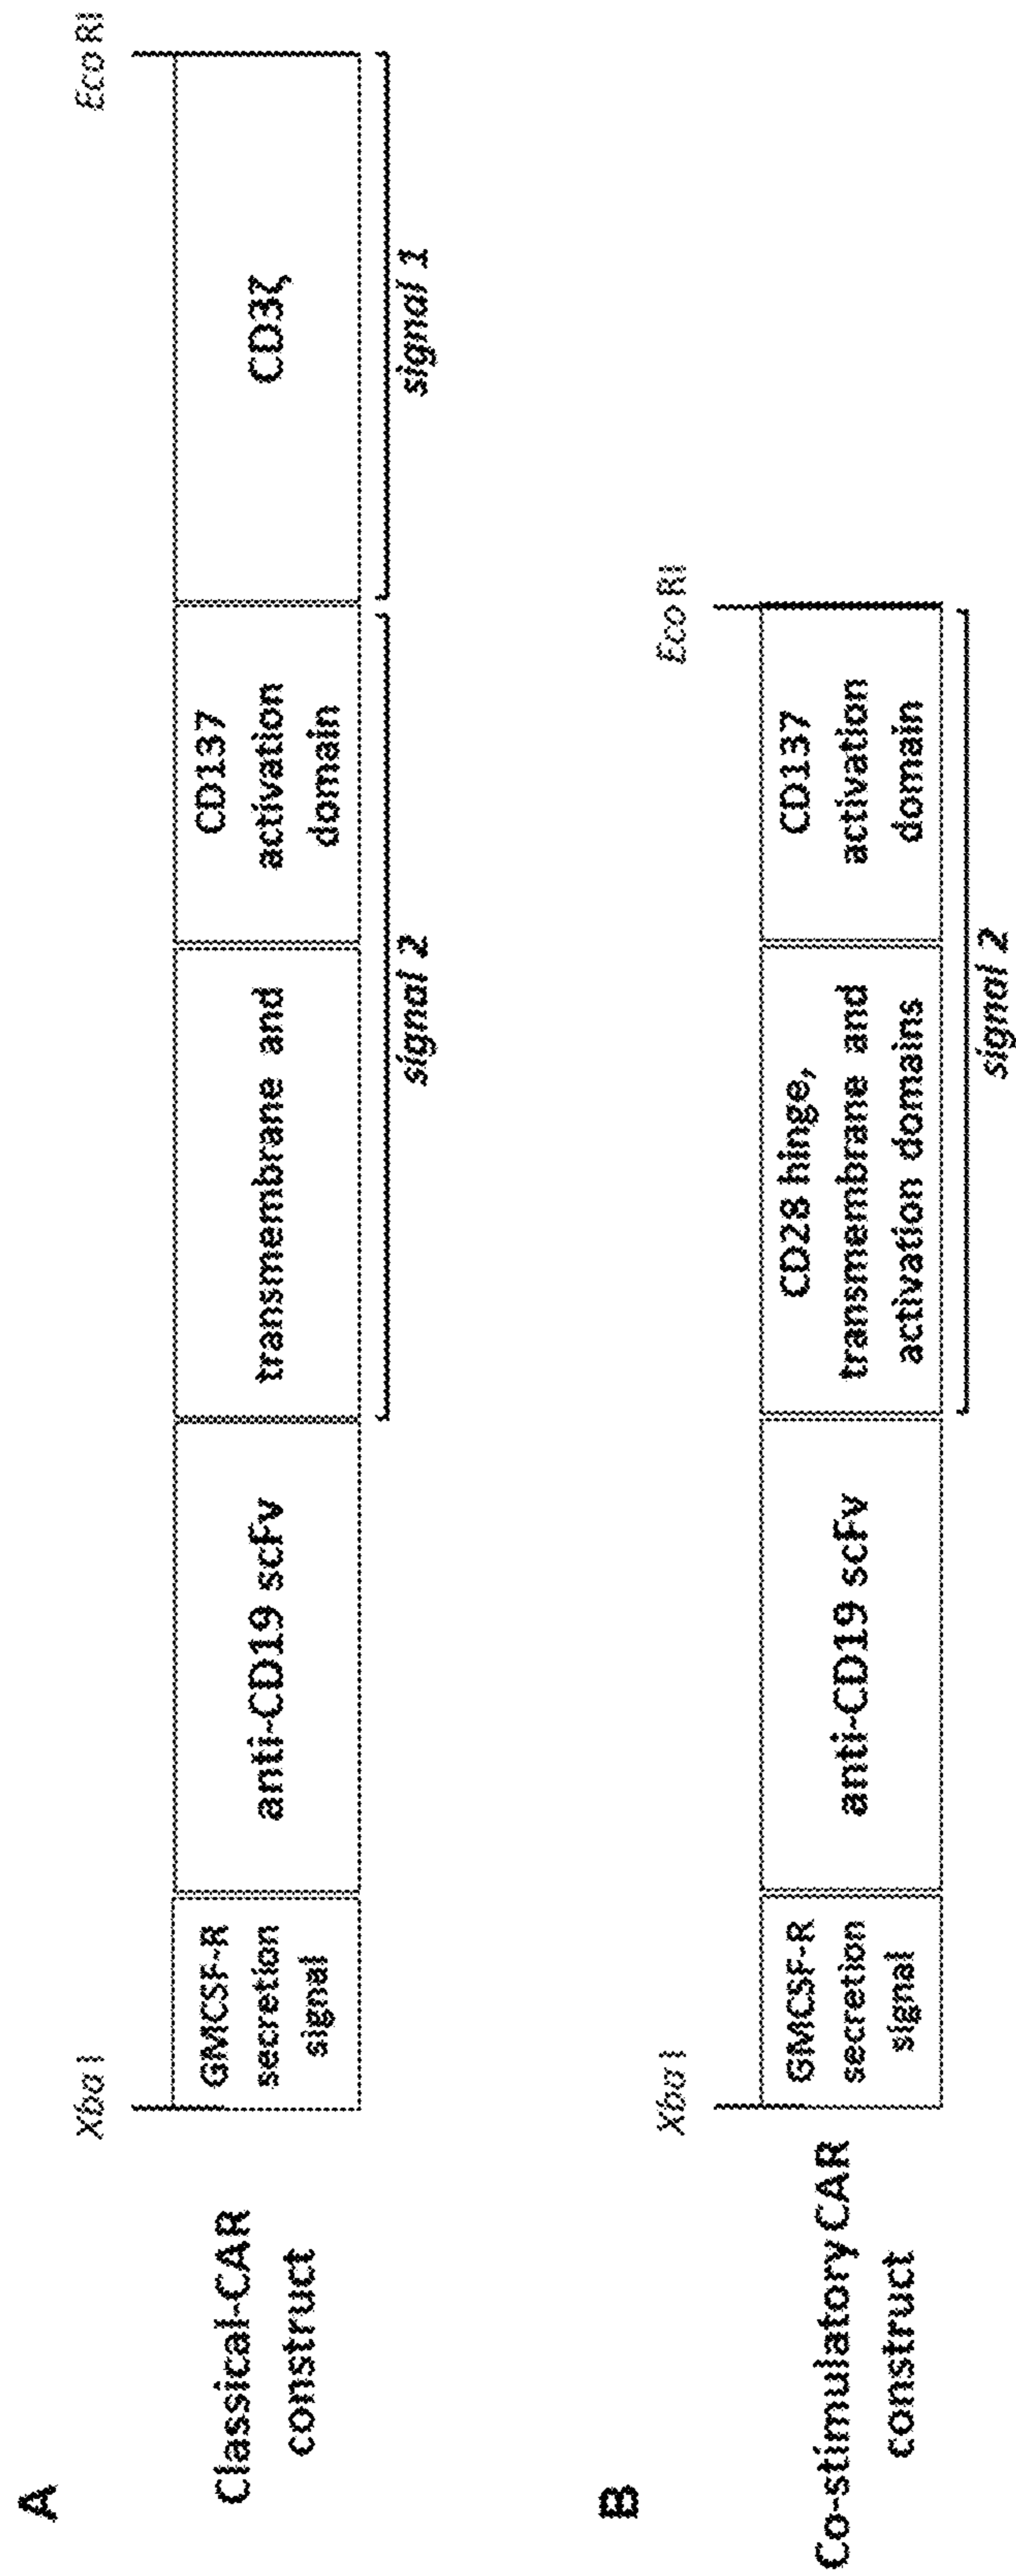 A
Xba I
Eco RI
Classical-CAR
construct
GMCSF-R
secretion
signal
anti-CD19 scFv
transmembrane and
CD137
activation
domain
CD3ζ
signal 2
signal 1
B
Xba I
Eco RI
Co-stimulatory CAR
construct
GMCSF-R
secretion
signal
anti-CD19 scFv
CD28 hinge,
transmembrane and
activation domains
CD137
activation
domain
signal 2